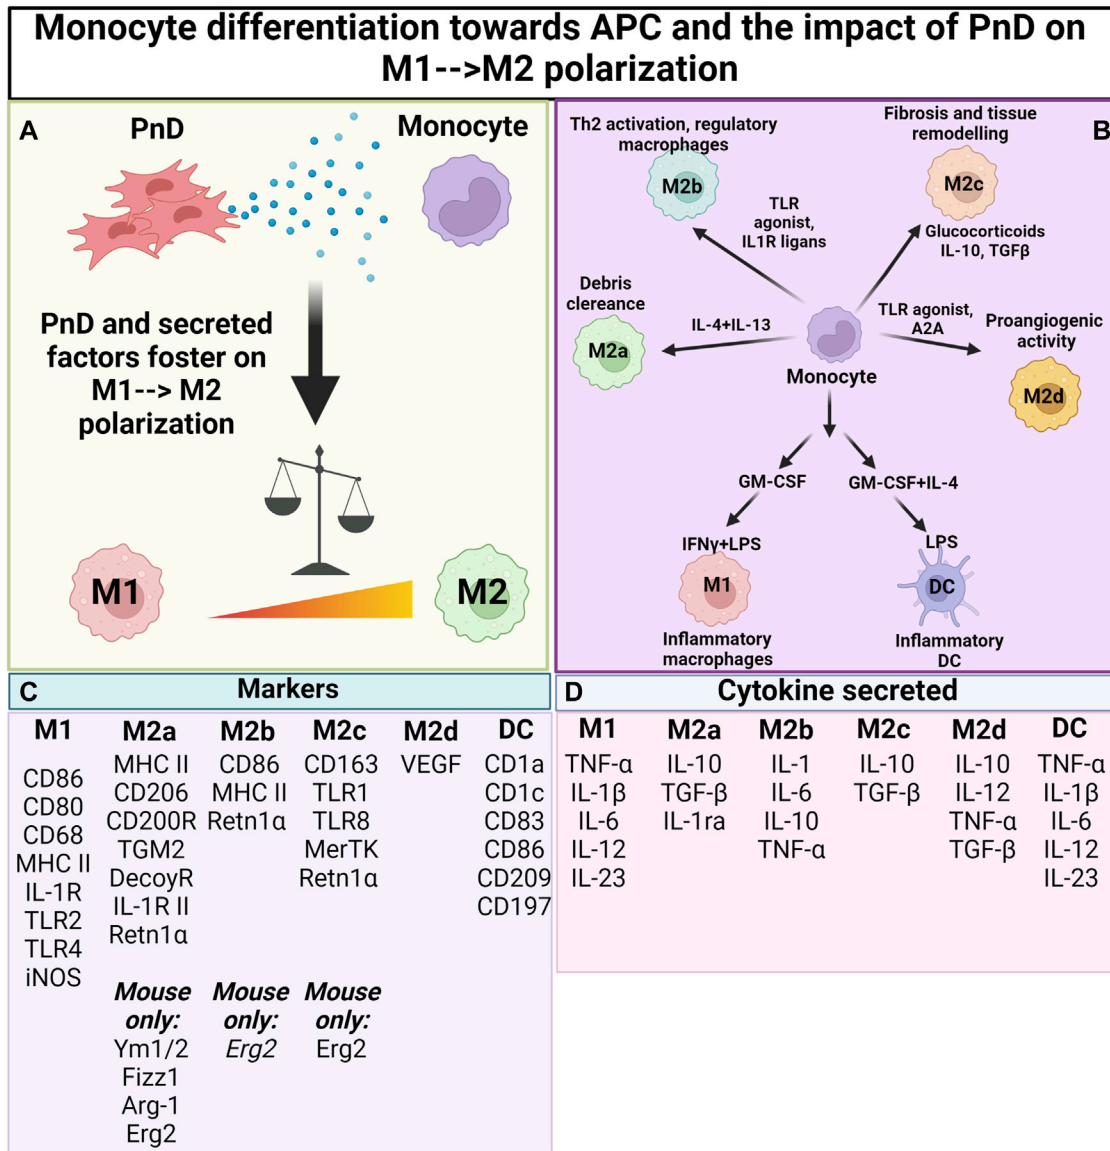 Monocyte differentiation towards APC and the impact of PnD on
M1-->M2 polarization
A
PnD
Monocyte
PnD and secreted
factors foster on
M1--> M2
polarization
M1
M2
B
Th2 activation, regulatory
macrophages
M2b
Fibrosis and tissue
remodelling
M2c
TLR
agonist,
IL1R ligans
Glucocorticoids
IL-10, TGFβ
Debris
clereance
M2a
IL-4+IL-13
TLR agonist,
A2A
Proangiogenic
activity
M2d
Monocyte
GM-CSF
GM-CSF+IL-4
IFNγ+LPS
LPS
M1
DC
Inflammatory
macrophages
Inflammatory
DC
C
Markers
M1
CD86
CD80
CD68
MHC II
IL-1R
TLR2
TLR4
iNOS
M2a
MHC II
CD206
CD200R
TGM2
DecoyR
IL-1R II
Retn1α
Mouse
only:
Ym1/2
Fizz1
Arg-1
Erg2
M2b
CD86
MHC II
Retn1α
Mouse
only:
Erg2
M2c
CD163
TLR1
TLR8
MerTK
Retn1α
Mouse
only:
Erg2
M2d
VEGF
DC
CD1a
CD1c
CD83
CD86
CD209
CD197
D
Cytokine secreted
M1
TNF-α
IL-1β
IL-6
IL-12
IL-23
M2a
IL-10
TGF-β
IL-1ra
M2b
IL-1
IL-6
IL-10
TNF-α
M2c
IL-10
TGF-β
M2d
IL-10
IL-12
TNF-α
TGF-β
DC
TNF-α
IL-1β
IL-6
IL-12
IL-23